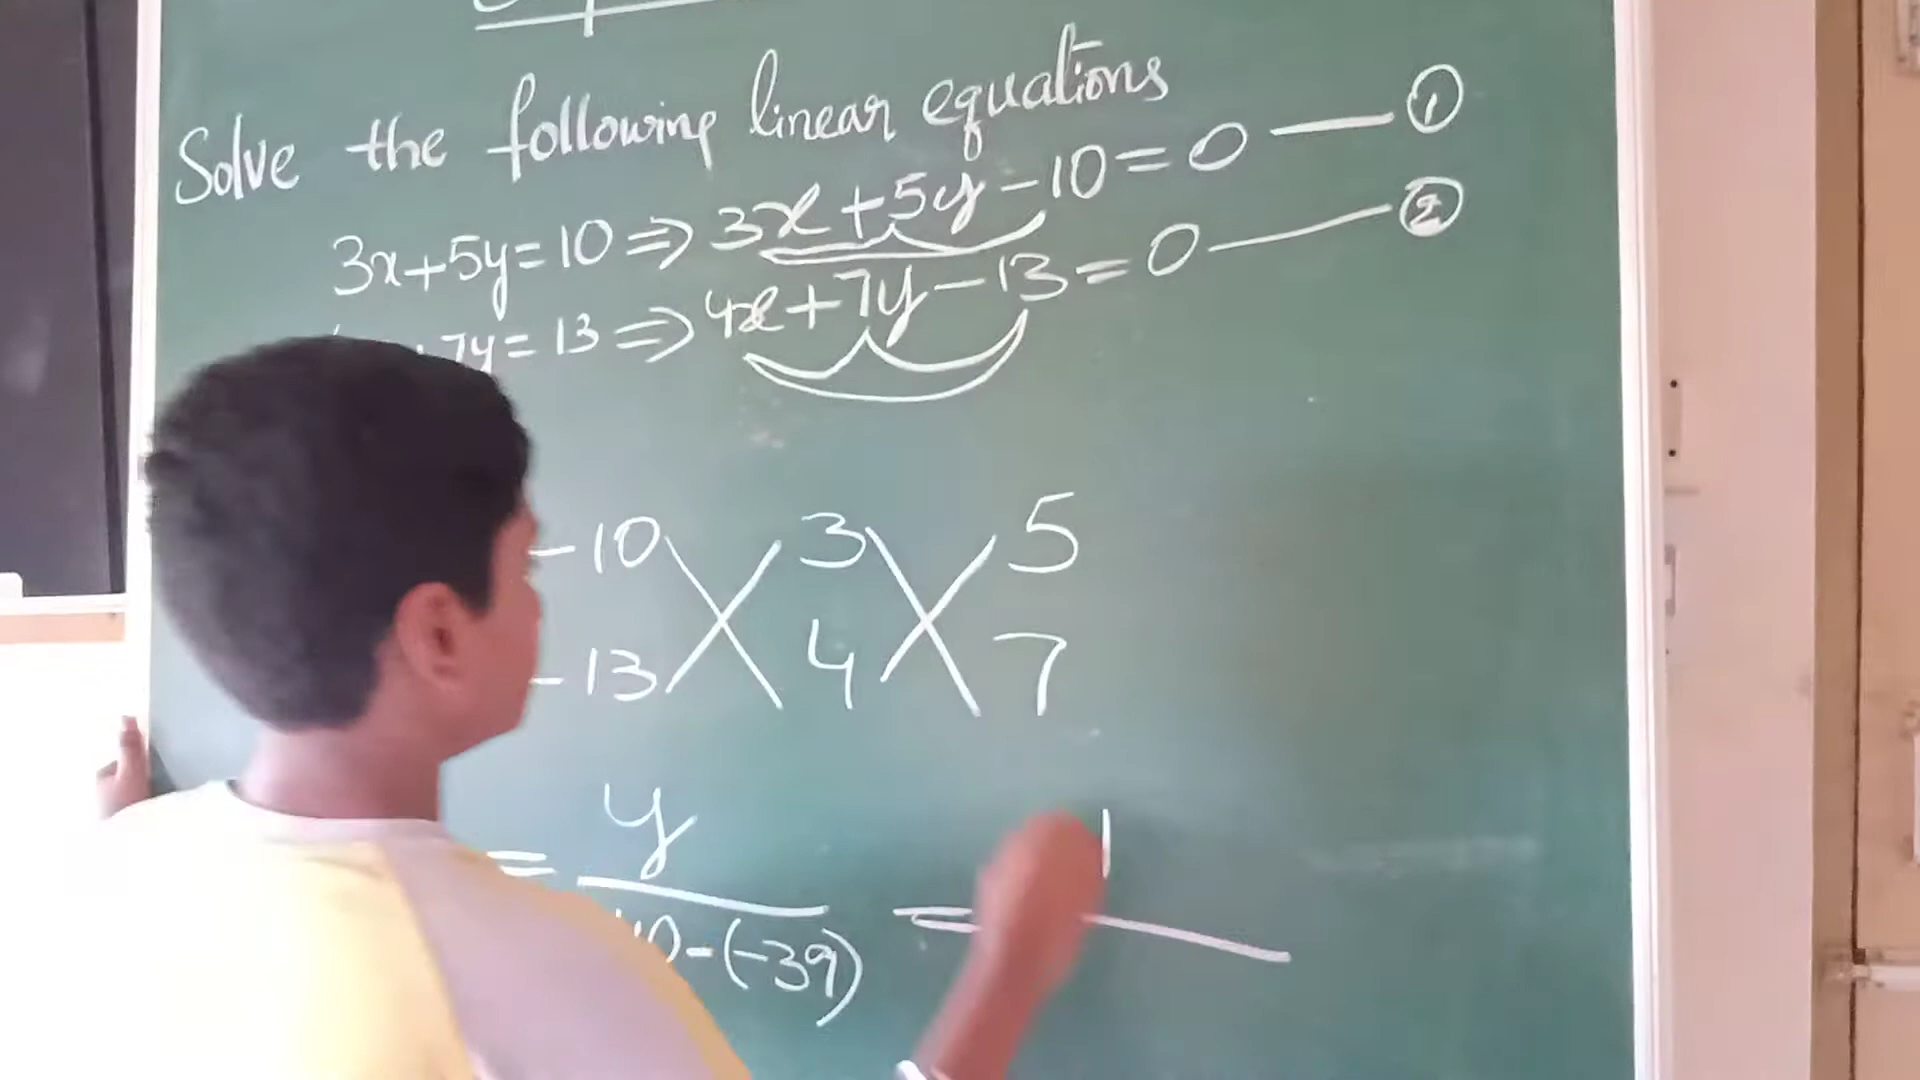 Solve the following linear equations
3x+5y=10 ⇒ 3x+5y-10=0 — ①
+7y=13 ⇒ 4x+7y-13=0 — ②
-10 3 5
-13 4 7
= y = 1
-(-39)